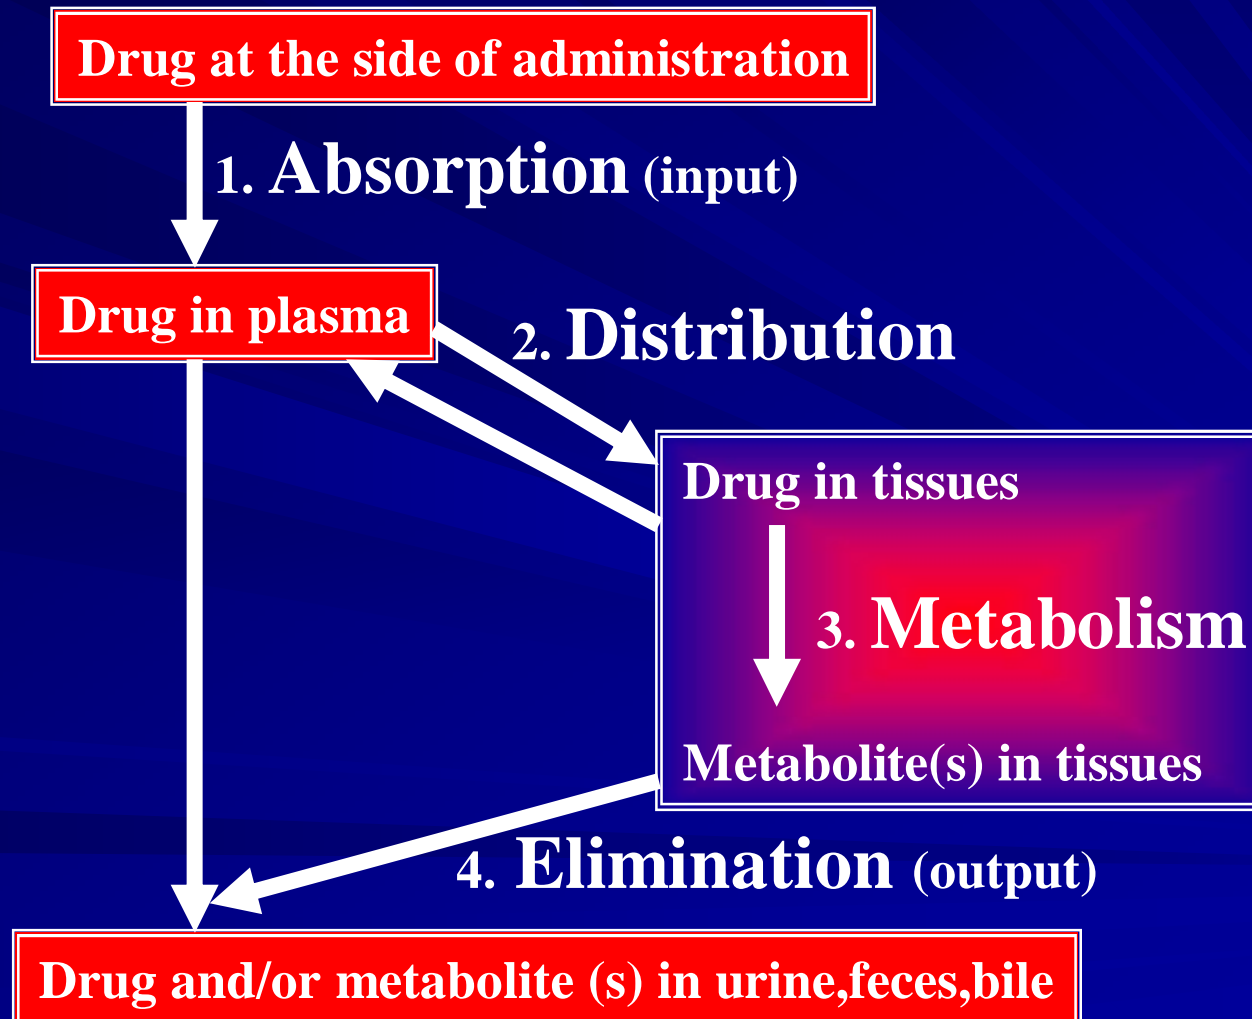 Drug at the side of administration
1. Absorption (input)
Drug in plasma
2. Distribution
Drug in tissues
3. Metabolism
Metabolite(s) in tissues
4. Elimination (output)
Drug and/or metabolite (s) in urine,feces,bile